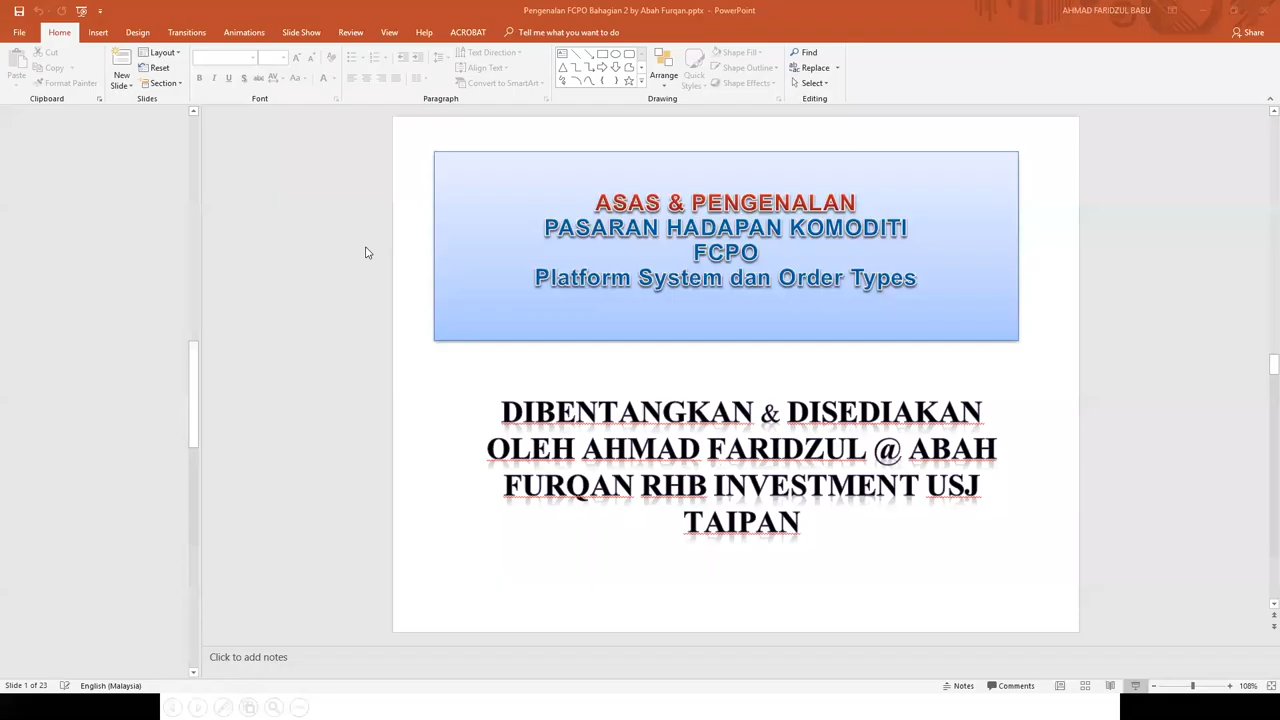 Pengenalan FCPO Bahagian 2 by Abah Furqan.pptx - PowerPoint
AHMAD FARIDZUL BABU
File Home Insert Design Transitions Animations Slide Show Review View Help ACROBAT Tell me what you want to do Share
Paste
Cut
Copy
Format Painter
Clipboard
New Slide
Layout
Reset
Section
Slides
B I U S abc AV Aa A
Font
Text Direction
Align Text
Convert to SmartArt
Paragraph
Arrange
Quick Styles
Shape Fill
Shape Outline
Shape Effects
Drawing
Find
Replace
Select
Editing
ASAS & PENGENALAN
PASARAN HADAPAN KOMODITI
FCPO
Platform System dan Order Types
DIBENTANGKAN & DISEDIAKAN
OLEH AHMAD FARIDZUL @ ABAH
FURQAN RHB INVESTMENT USJ
TAIPAN
Click to add notes
Slide 1 of 23 English (Malaysia) Notes Comments 108%